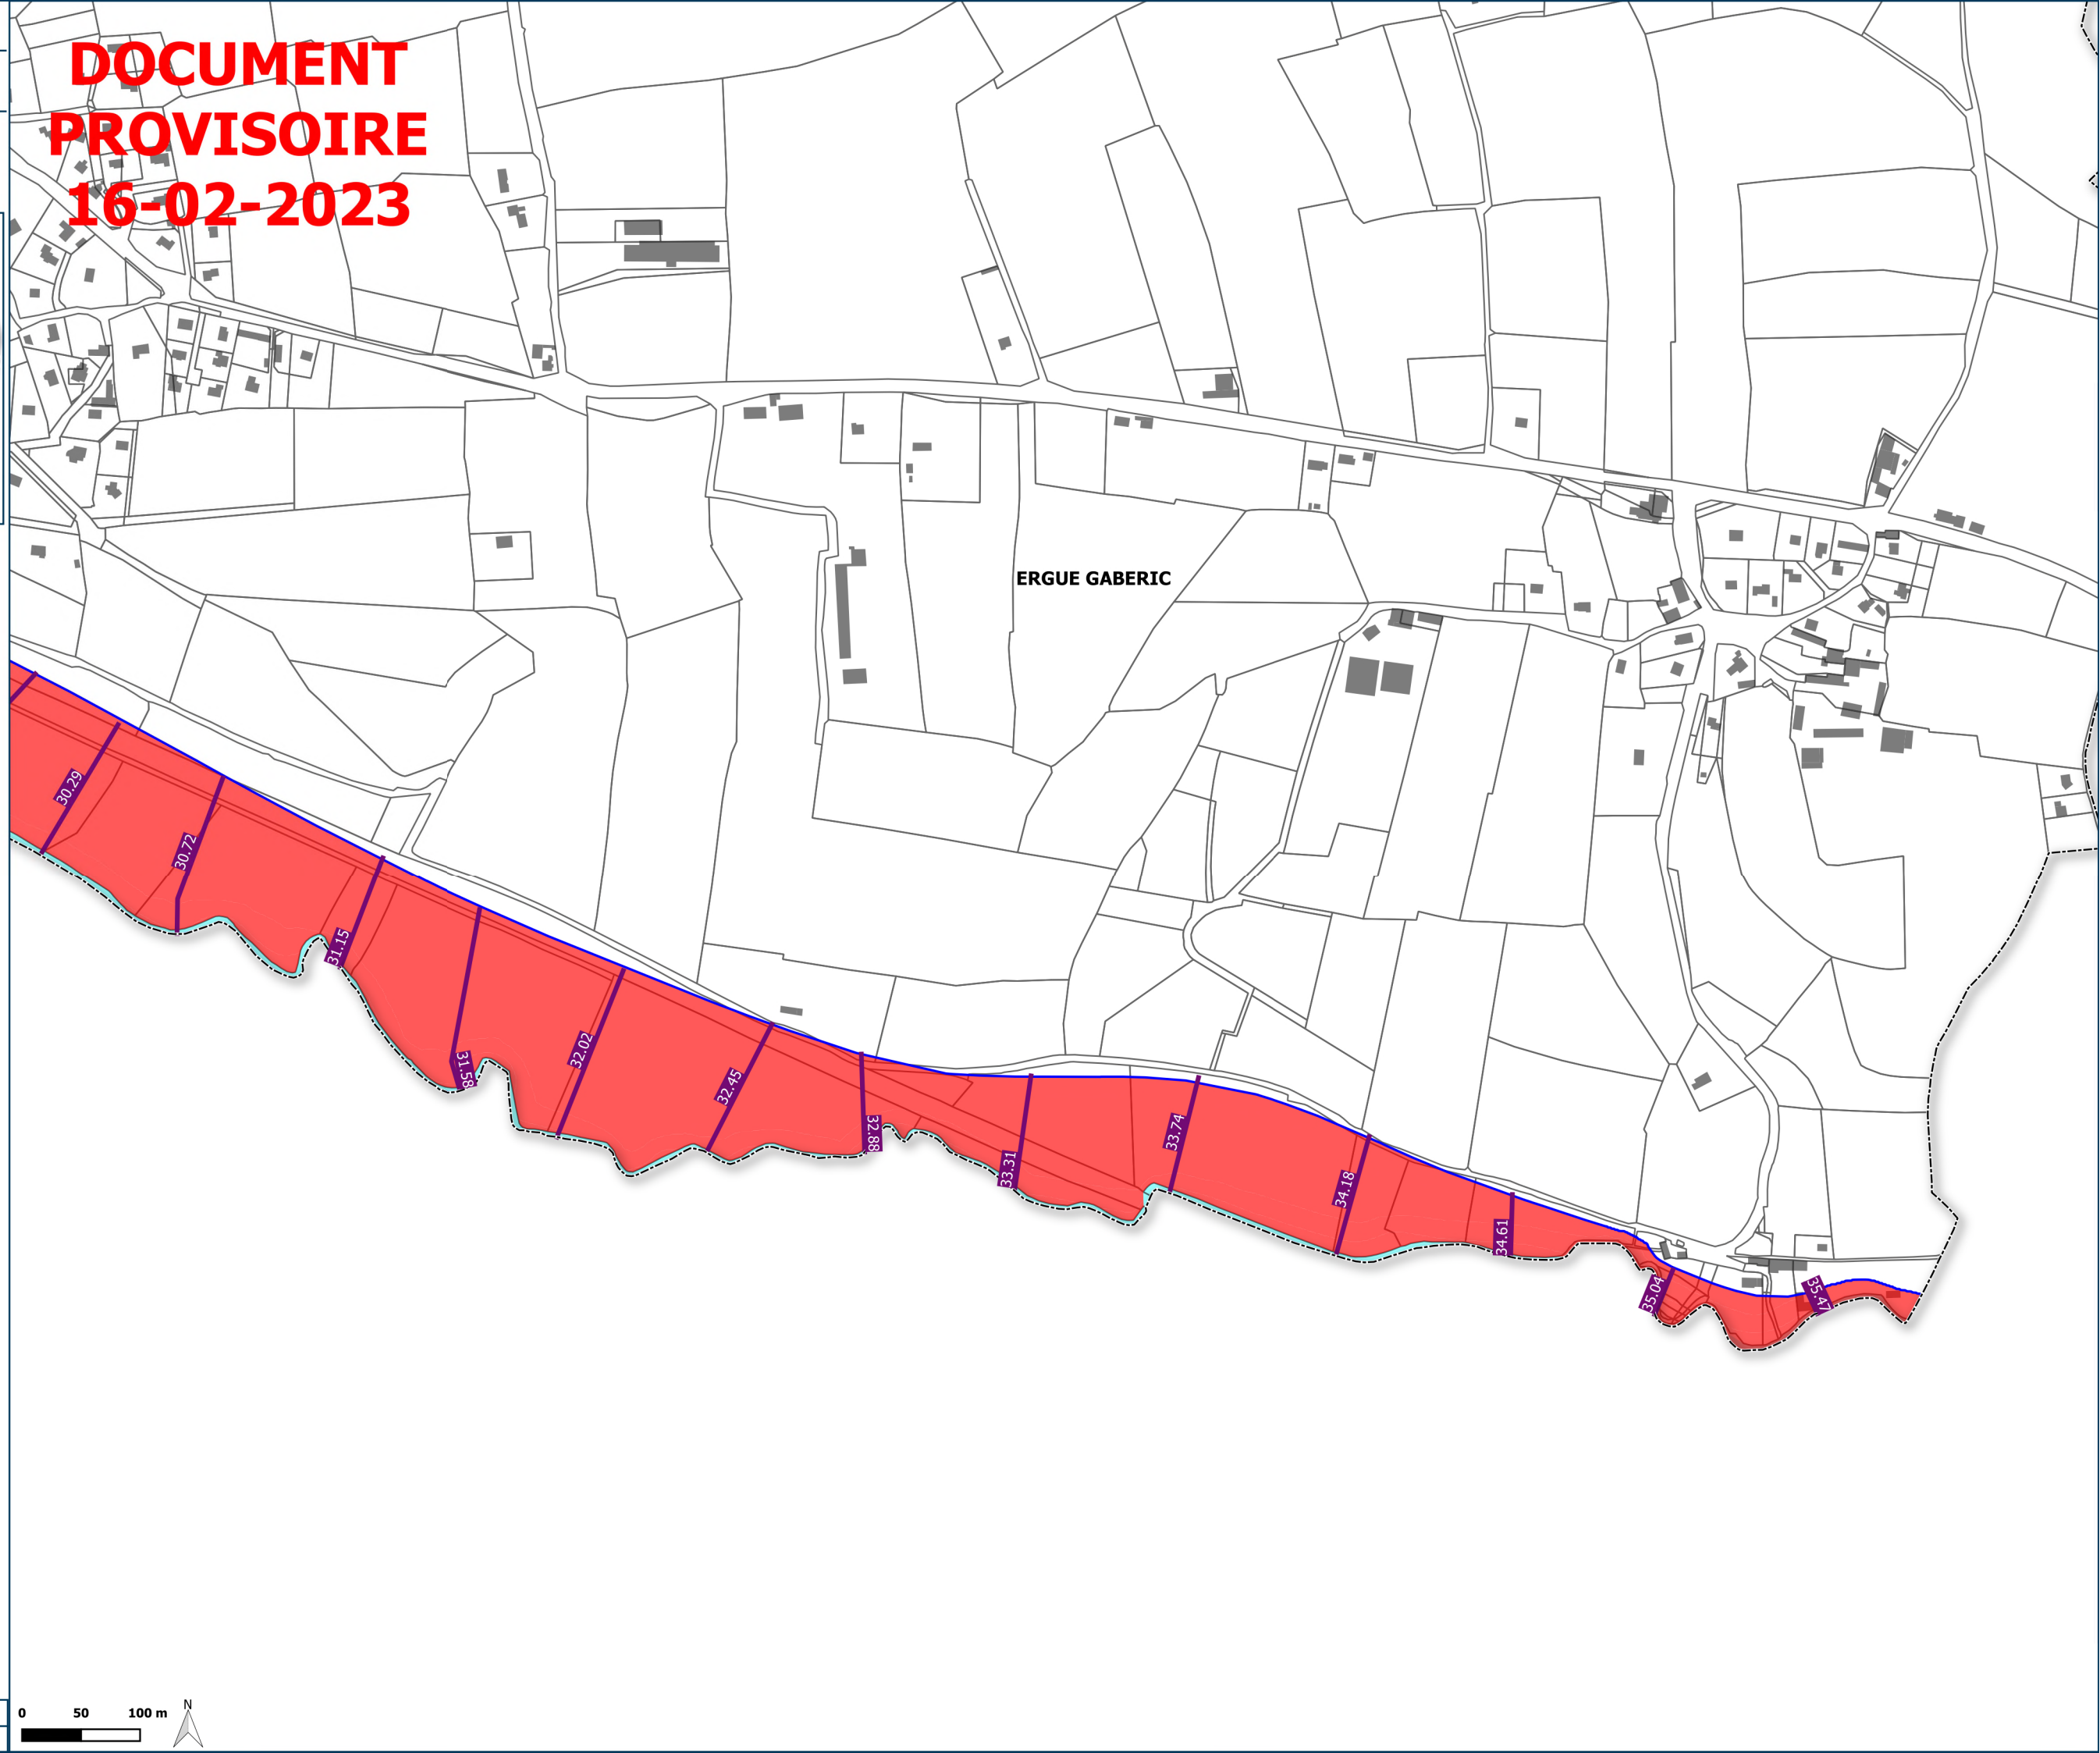 DOCUMENT
PROVISOIRE
16-02-2023
ERGUE GABERIC
30.29
30.72
31.15
31.58
32.02
32.45
32.88
33.31
33.74
34.18
34.61
35.04
35.47
0 50 100 m
N